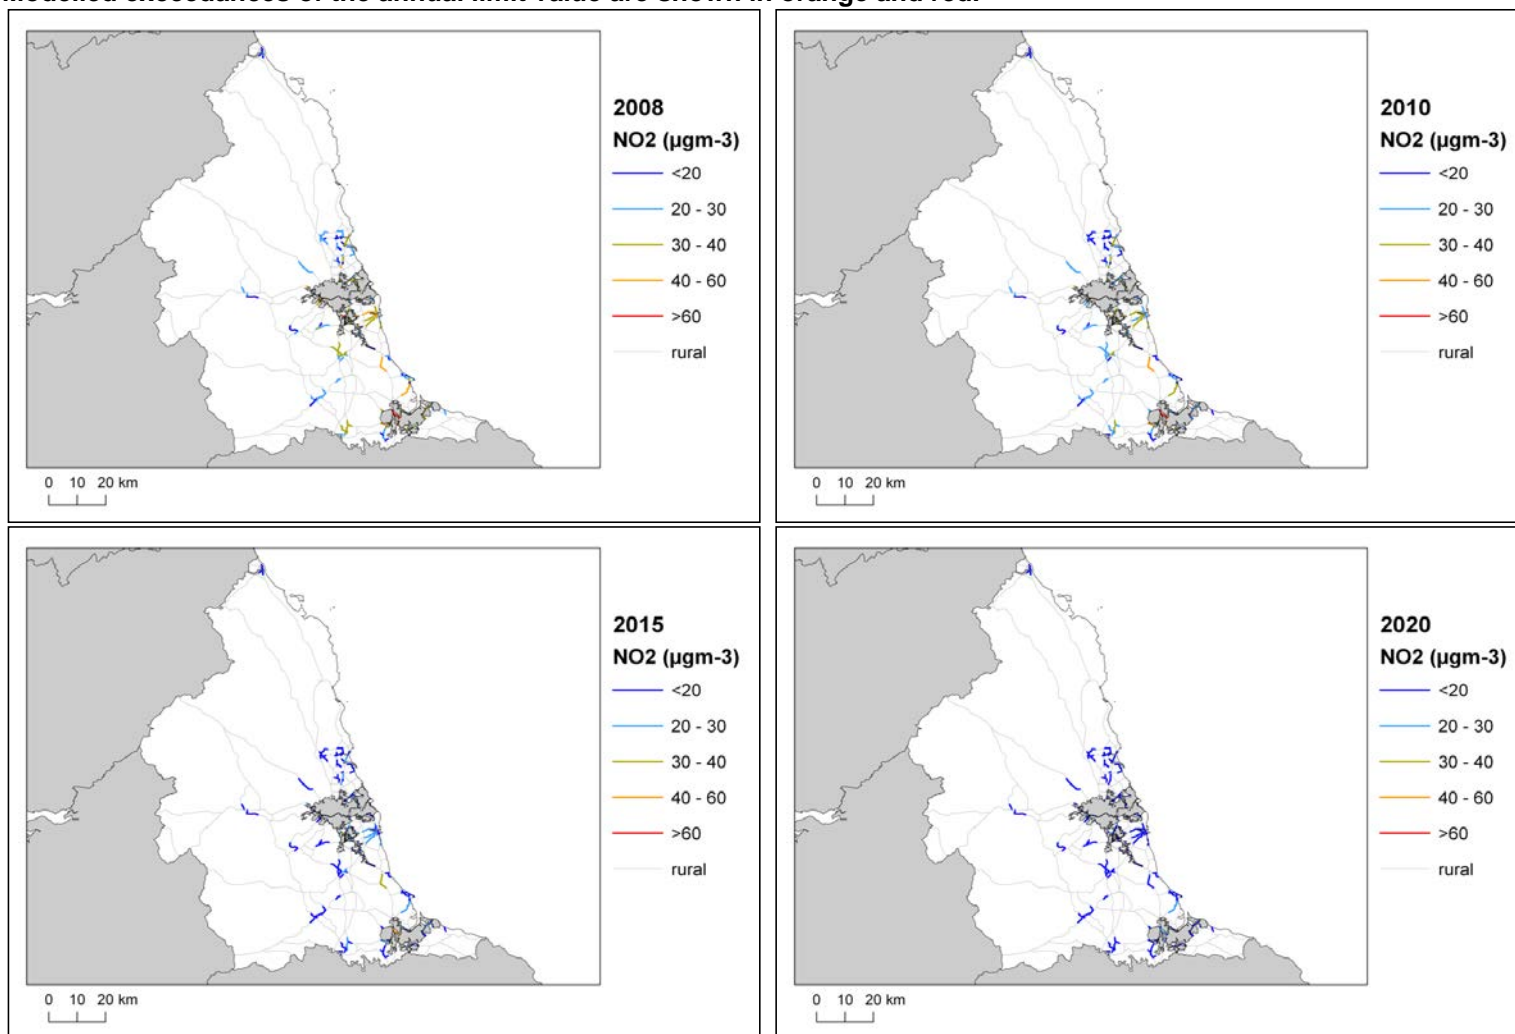 modelled exceedances of the annual limit value are shown in orange and red.
2008
NO2 (µgm-3)
<20
20 - 30
30 - 40
40 - 60
>60
rural
0 10 20 km
2010
NO2 (µgm-3)
<20
20 - 30
30 - 40
40 - 60
>60
rural
0 10 20 km
2015
NO2 (µgm-3)
<20
20 - 30
30 - 40
40 - 60
>60
rural
0 10 20 km
2020
NO2 (µgm-3)
<20
20 - 30
30 - 40
40 - 60
>60
rural
0 10 20 km